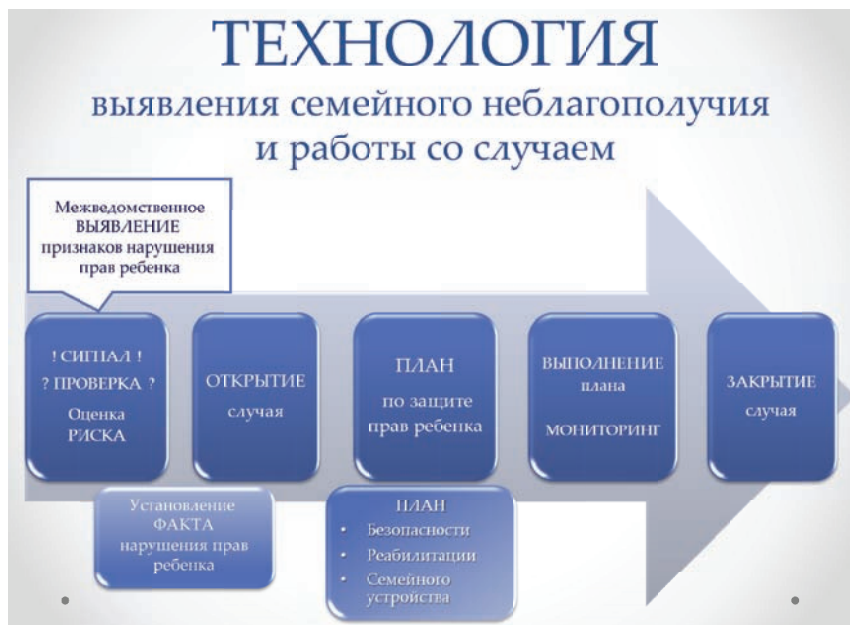 ТЕХНОЛОГИЯ
выявления семейного неблагополучия
и работы со случаем
Межведомственное
ВЫЯВЛЕНИЕ
признаков нарушения
прав ребенка
! СИГНАЛ !
? ПРОВЕРКА ?
Оценка
РИСКА
ОТКРЫТИЕ
случая
ПЛАН
по защите
прав ребенка
ВЫПОЛНЕНИЕ
плана
МОНИТОРИНГ
ЗАКРЫТИЕ
случая
Установление
ФАКТА
нарушения прав
ребенка
ПЛАН
• Безопасности
• Реабилитации
• Семейного
устройства